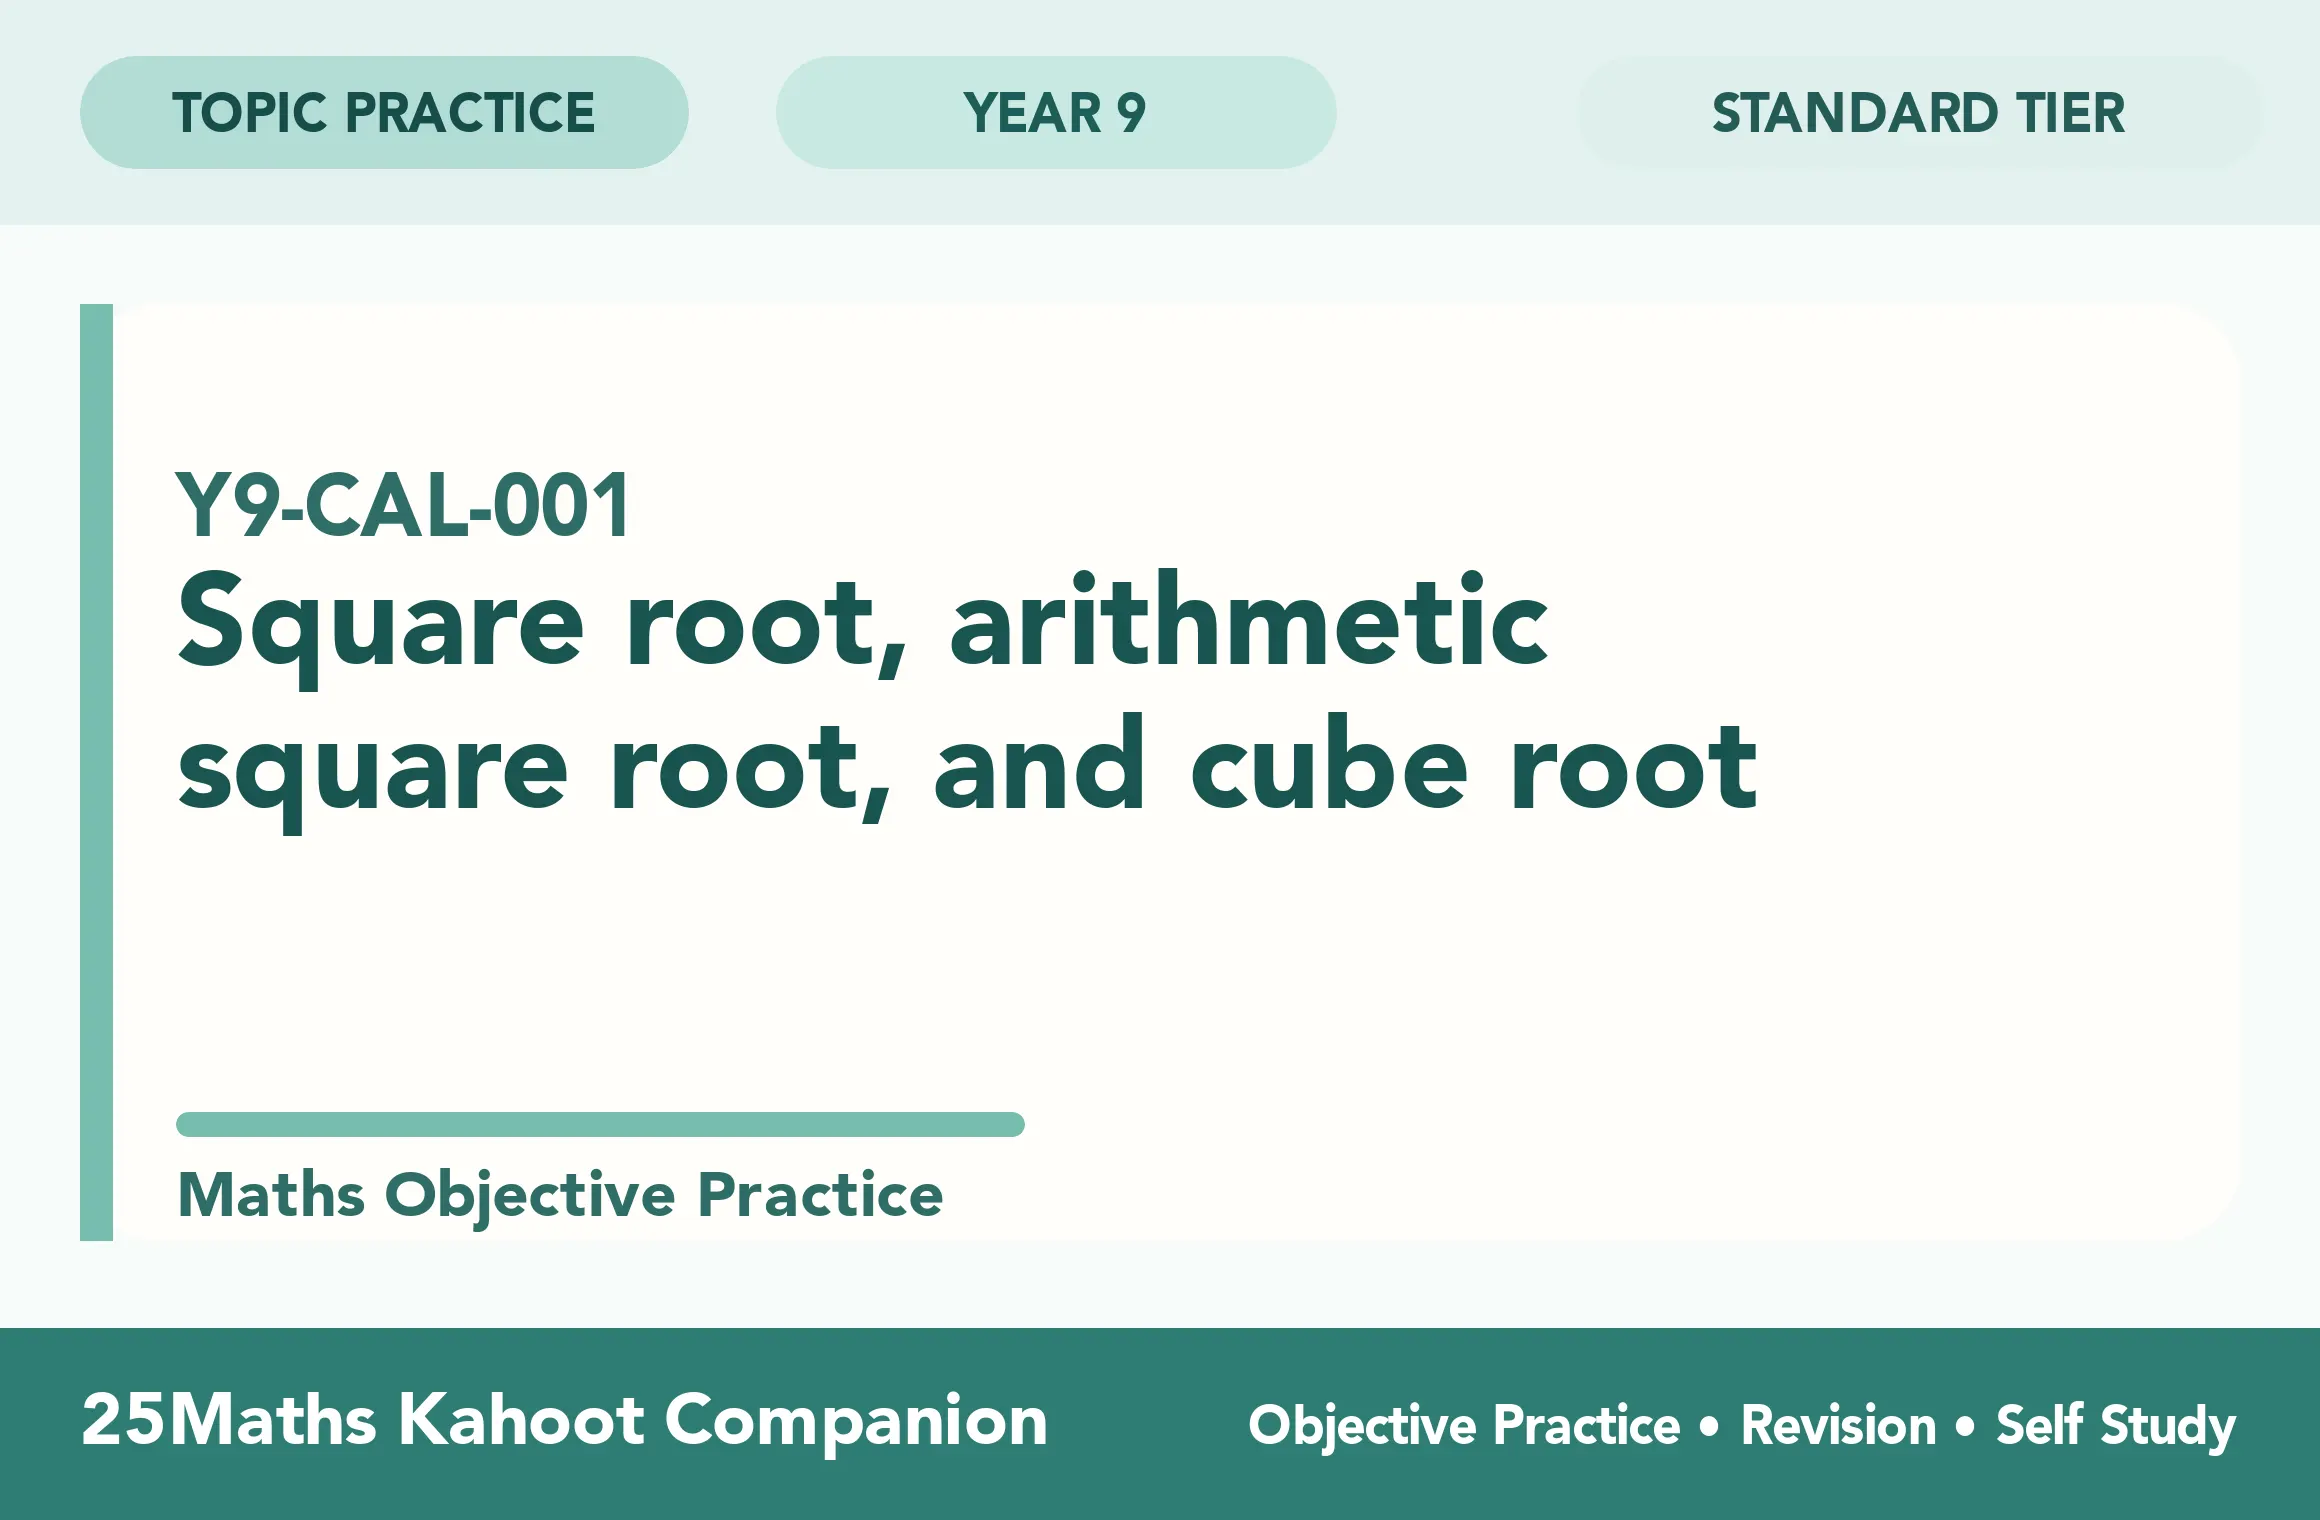 TOPIC PRACTICE
YEAR 9
STANDARD TIER
Y9-CAL-001
Square root, arithmetic
square root, and cube root
Maths Objective Practice
25Maths Kahoot Companion
Objective Practice • Revision • Self Study